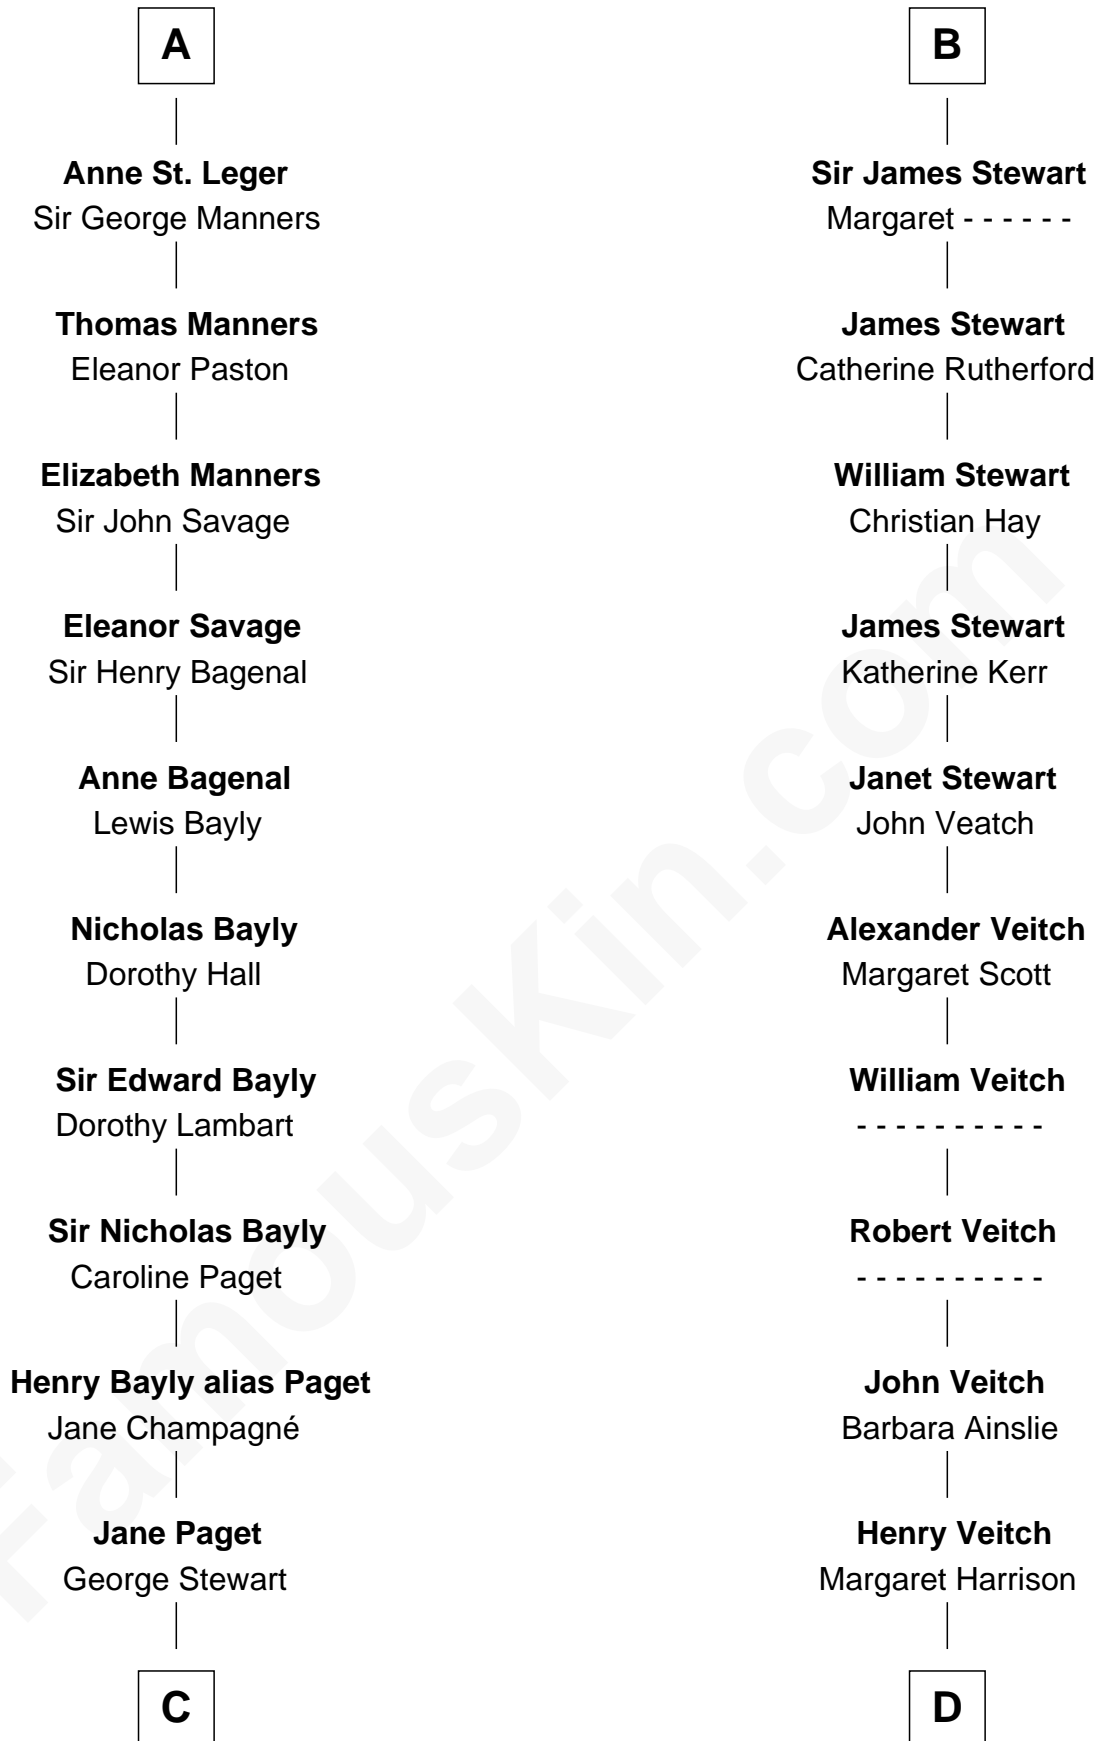 A
Anne St. Leger
Sir George Manners
Thomas Manners
Eleanor Paston
Elizabeth Manners
Sir John Savage
Eleanor Savage
Sir Henry Bagenal
Anne Bagenal
Lewis Bayly
Nicholas Bayly
Dorothy Hall
Sir Edward Bayly
Dorothy Lambart
Sir Nicholas Bayly
Caroline Paget
Henry Bayly alias Paget
Jane Champagné
Jane Paget
George Stewart
C
B
Sir James Stewart
Margaret - - - - - -
James Stewart
Catherine Rutherford
William Stewart
Christian Hay
James Stewart
Katherine Kerr
Janet Stewart
John Veatch
Alexander Veitch
Margaret Scott
William Veitch
- - - - - - - - - -
Robert Veitch
- - - - - - - - - -
John Veitch
Barbara Ainslie
Henry Veitch
Margaret Harrison
D
FamousKin.com